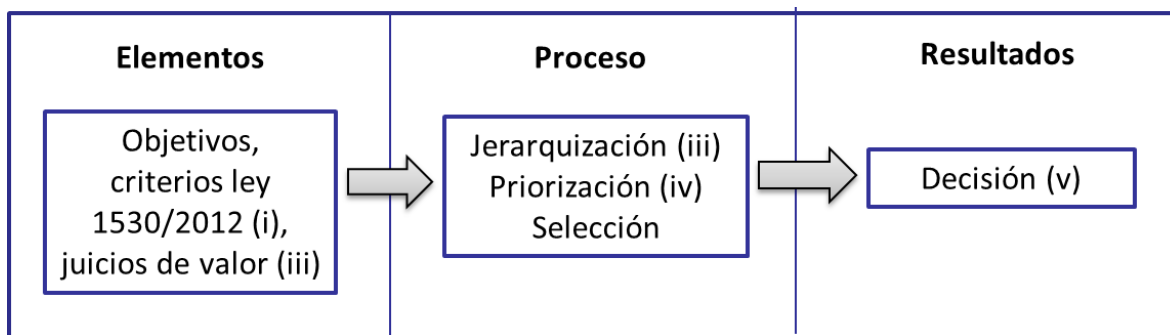 Elementos
Objetivos,
criterios ley
1530/2012 (i),
juicios de valor (iii)
Proceso
Jerarquización (iii)
Priorización (iv)
Selección
Resultados
Decisión (v)